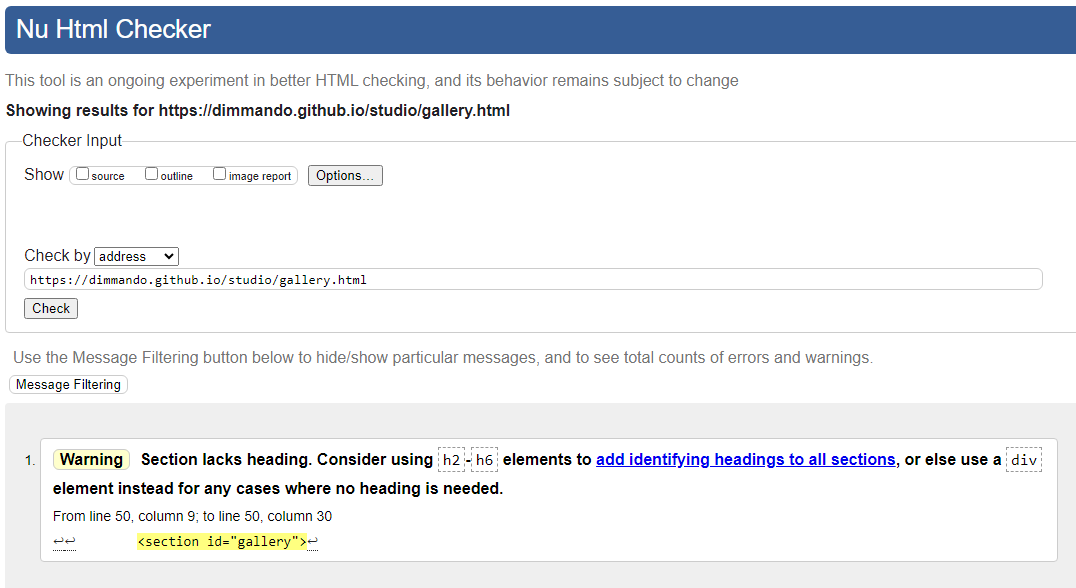 Nu Html Checker
This tool is an ongoing experiment in better HTML checking, and its behavior remains subject to change
Showing results for https://dimmando.github.io/studio/gallery.html
Checker Input
Show source outline image report Options...
Check by address
https://dimmando.github.io/studio/gallery.html
Check
Use the Message Filtering button below to hide/show particular messages, and to see total counts of errors and warnings.
Message Filtering
1. Warning Section lacks heading. Consider using h2-h6 elements to add identifying headings to all sections, or else use a div
element instead for any cases where no heading is needed.
From line 50, column 9; to line 50, column 30
↩↩ <section id="gallery">↩